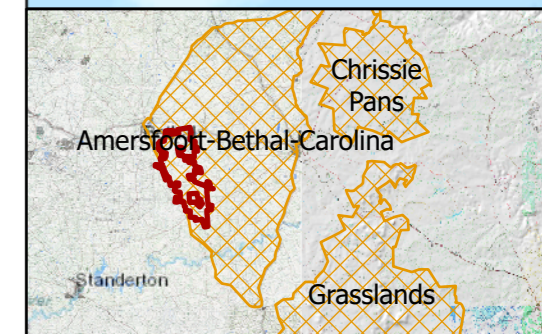 Chrissie
Pans
Amersfoort-Bethal-Carolina
Standerton
Grasslands